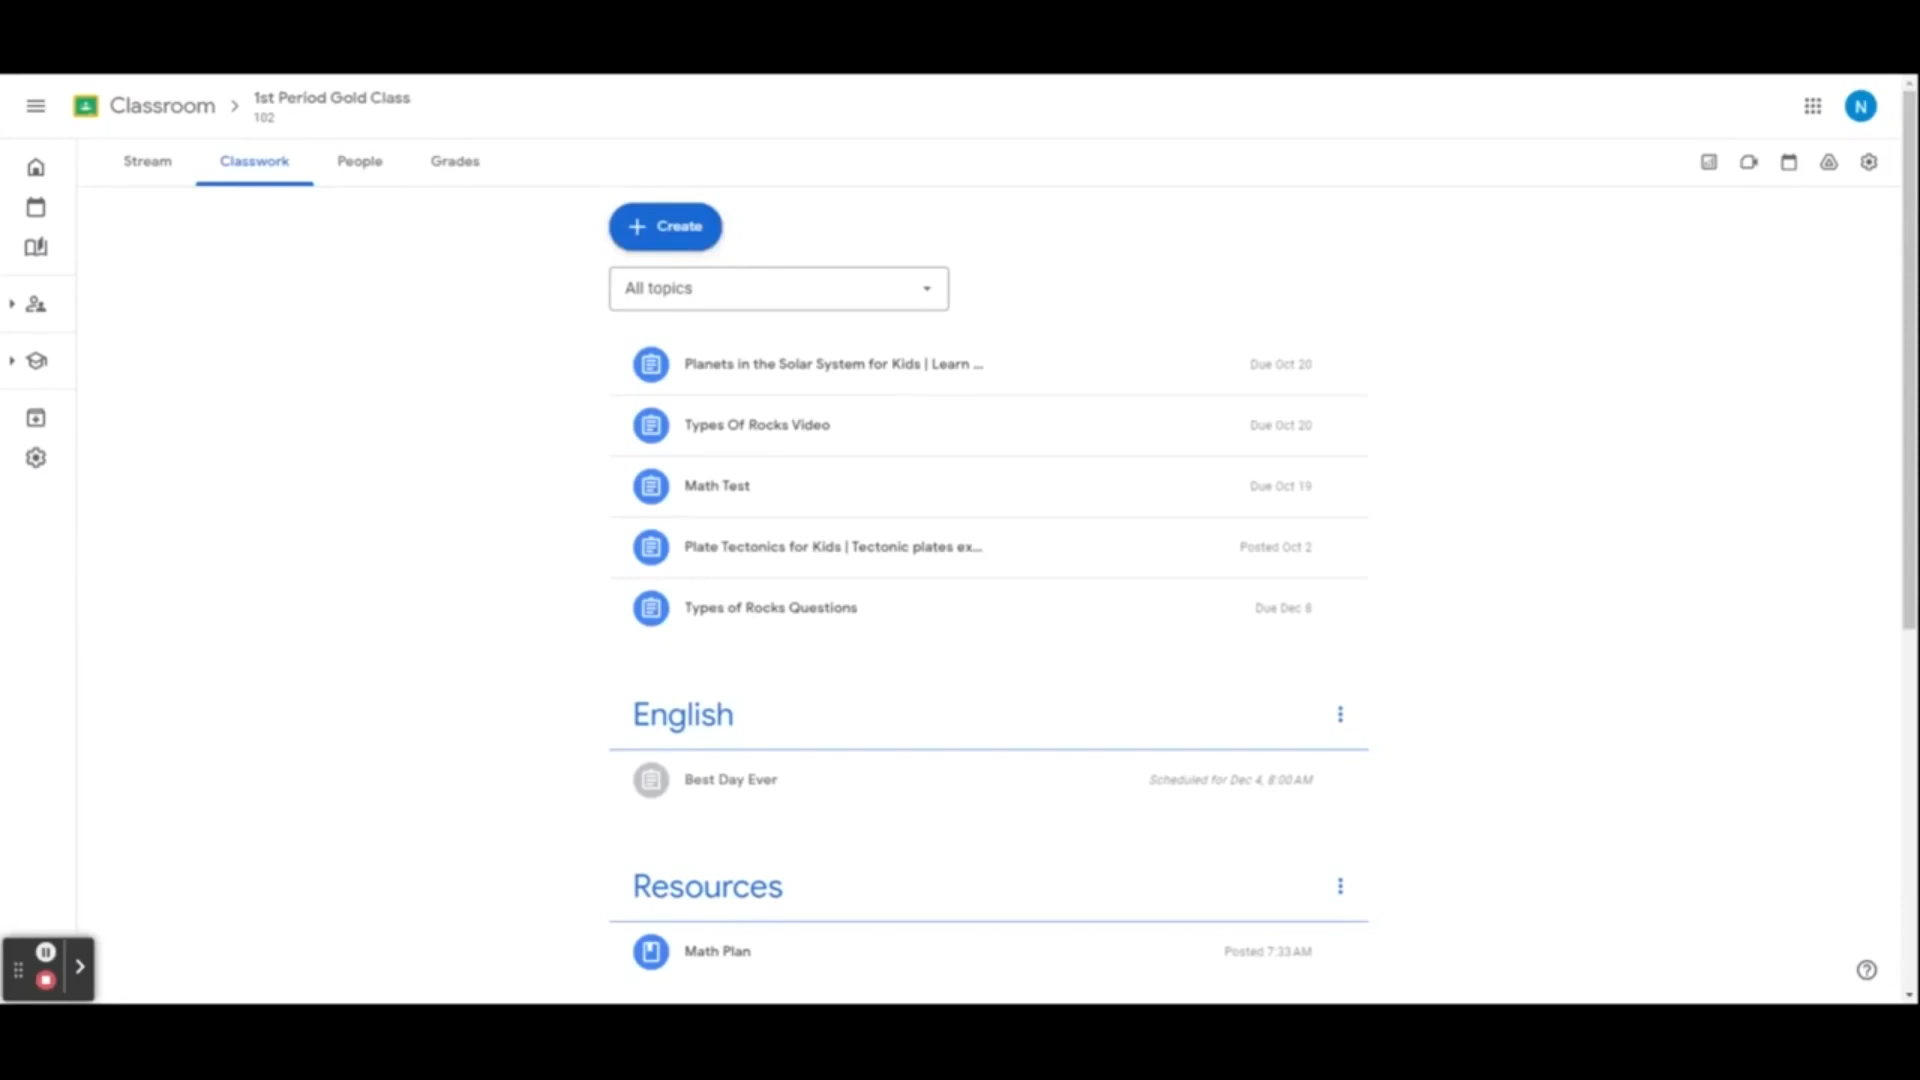 Classroom
1st Period Gold Class
102
N
Stream Classwork People Grades
Create
All topics
Planets in the Solar System for Kids | Learn ... Due Oct 20
Types Of Rocks Video Due Oct 20
Math Test Due Oct 19
Plate Tectonics for Kids | Tectonic plates ex... Posted Oct 2
Types of Rocks Questions Due Dec 8
English
Best Day Ever Scheduled for Dec 4, 8:00 AM
Resources
Math Plan Posted 7:33 AM